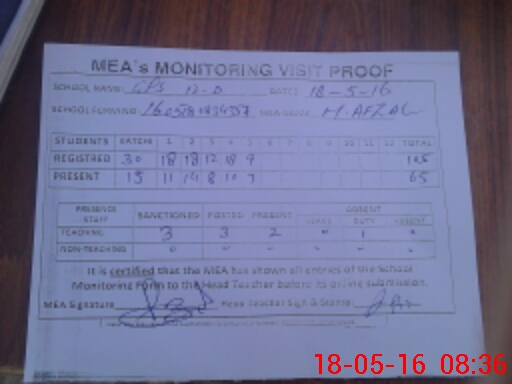 MEA's MONITORING VISIT PROOF
SCHOOL NAME: GPS 12-D DATE: 18-5-16
SCHOOL FORM NO: MEA NAME: M. AFZAL
STUDENTS KATCHI 1 2 3 4 5 6 7 8 9 10 11 12 TOTAL
REGISTRED 30 18 18 12 18 9 105
PRESENT 15 11 14 8 10 7 65
PRESENCE STAFF SANCTIONED POSTED PRESENT ABSENT
LEAVE DUTY ABSENT
TEACHING 3 3 2 1
NON-TEACHING
It is certified that the MEA has shown all entries of the School
Monitoring Form to the Head Teacher before its online submission.
MEA Signature Head Teacher Sign & Stamp
18-05-16 08:36